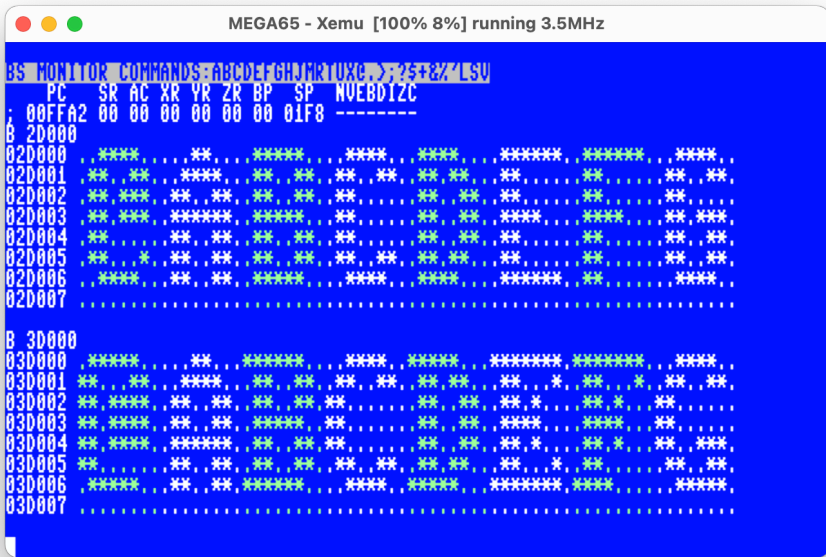 MEGA65 - Xemu [100% 8%] running 3.5MHz
BS MONITOR COMMANDS:ABCDEFGHJMRTUX@.>;?$+&%'LSV
PC SR AC XR YR ZR BP SP NVEBDIZC
; 00FFA2 00 00 00 00 00 00 01F8 --------
B 2D000
02D000 ..****.....**....*****....****...****....******..******...****..
02D001 .**..**...****...**..**..**..**..**.**...**......**......**..**.
02D002 .**.***..**..**..**..**..**......**..**..**......**......**.....
02D003 .**.***..******..*****...**......**..**..****....****....**.***.
02D004 .**......**..**..**..**..**......**..**..**......**......**..**.
02D005 .**...*..**..**..**..**..**..**..**.**...**......**......**..**.
02D006 ..****...**..**..*****....****...****....******..**.......****..
02D007 ................................................................
B 3D000
03D000 .*****.....**...******....****..*****...*******.*******...****..
03D001 **...**...****...**..**..**..**..**.**...**...*..**...*..**..**.
03D002 **.****..**..**..**..**.**.......**..**..**.*....**.*...**......
03D003 **.****..**..**..*****..**.......**..**..****....****...**......
03D004 **.****..******..**..**.**.......**..**..**.*....**.*...**..***.
03D005 **.......**..**..**..**..**..**..**.**...**...*..**......**..**.
03D006 .*****...**..**.******....****..*****...*******.****......*****.
03D007 ................................................................